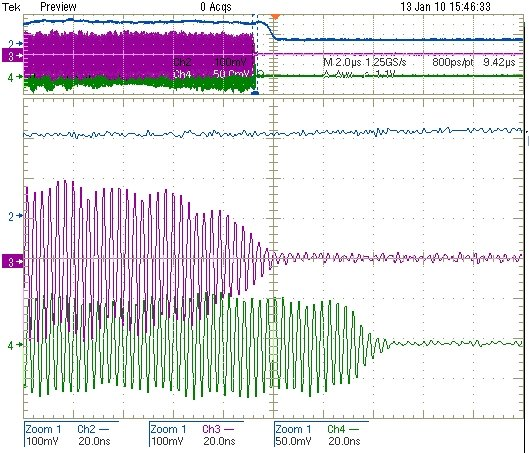 Tek Preview 0 Acqs 13 Jan 10 15:46:33
2
3
Ch2 100mV M 2.0µs 1.25GS/s 800ps/pt 9.42µs
4
Ch4 50.0mV 1.1V
2
3
4
Zoom 1 Ch2 Zoom 1 Ch3 Zoom 1 Ch4
100mV 20.0ns 100mV 20.0ns 50.0mV 20.0ns